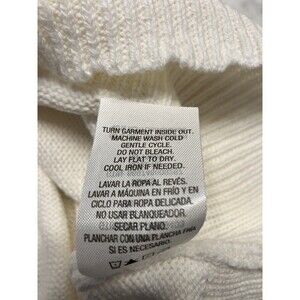 TURN GARMENT INSIDE OUT.
MACHINE WASH COLD
GENTLE CYCLE.
DO NOT BLEACH.
LAY FLAT TO DRY.
COOL IRON IF NEEDED.
LAVAR LA ROPA AL REVÉS.
LAVAR A MÁQUINA EN FRÍO Y EN
CICLO PARA ROPA DELICADA.
NO USAR BLANQUEADOR.
SECAR PLANO.
PLANCHAR CON UNA PLANCHA FRÍA
SI ES NECESARIO.